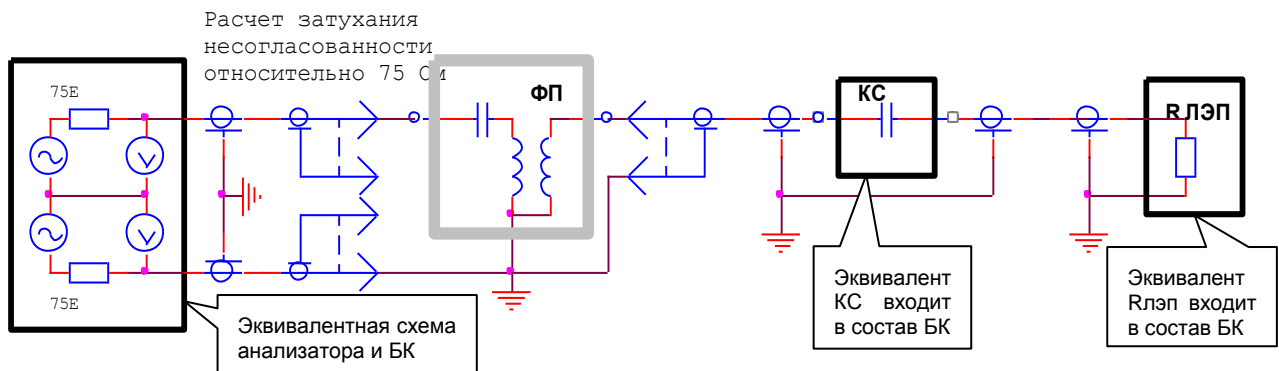 Расчет затухания
несогласованности
относительно 75 Ом
75E
ФП
КС
R ЛЭП
75E
Эквивалентная схема
анализатора и БК
Эквивалент
КС входит
в состав БК
Эквивалент
Rлэп входит
в состав БК